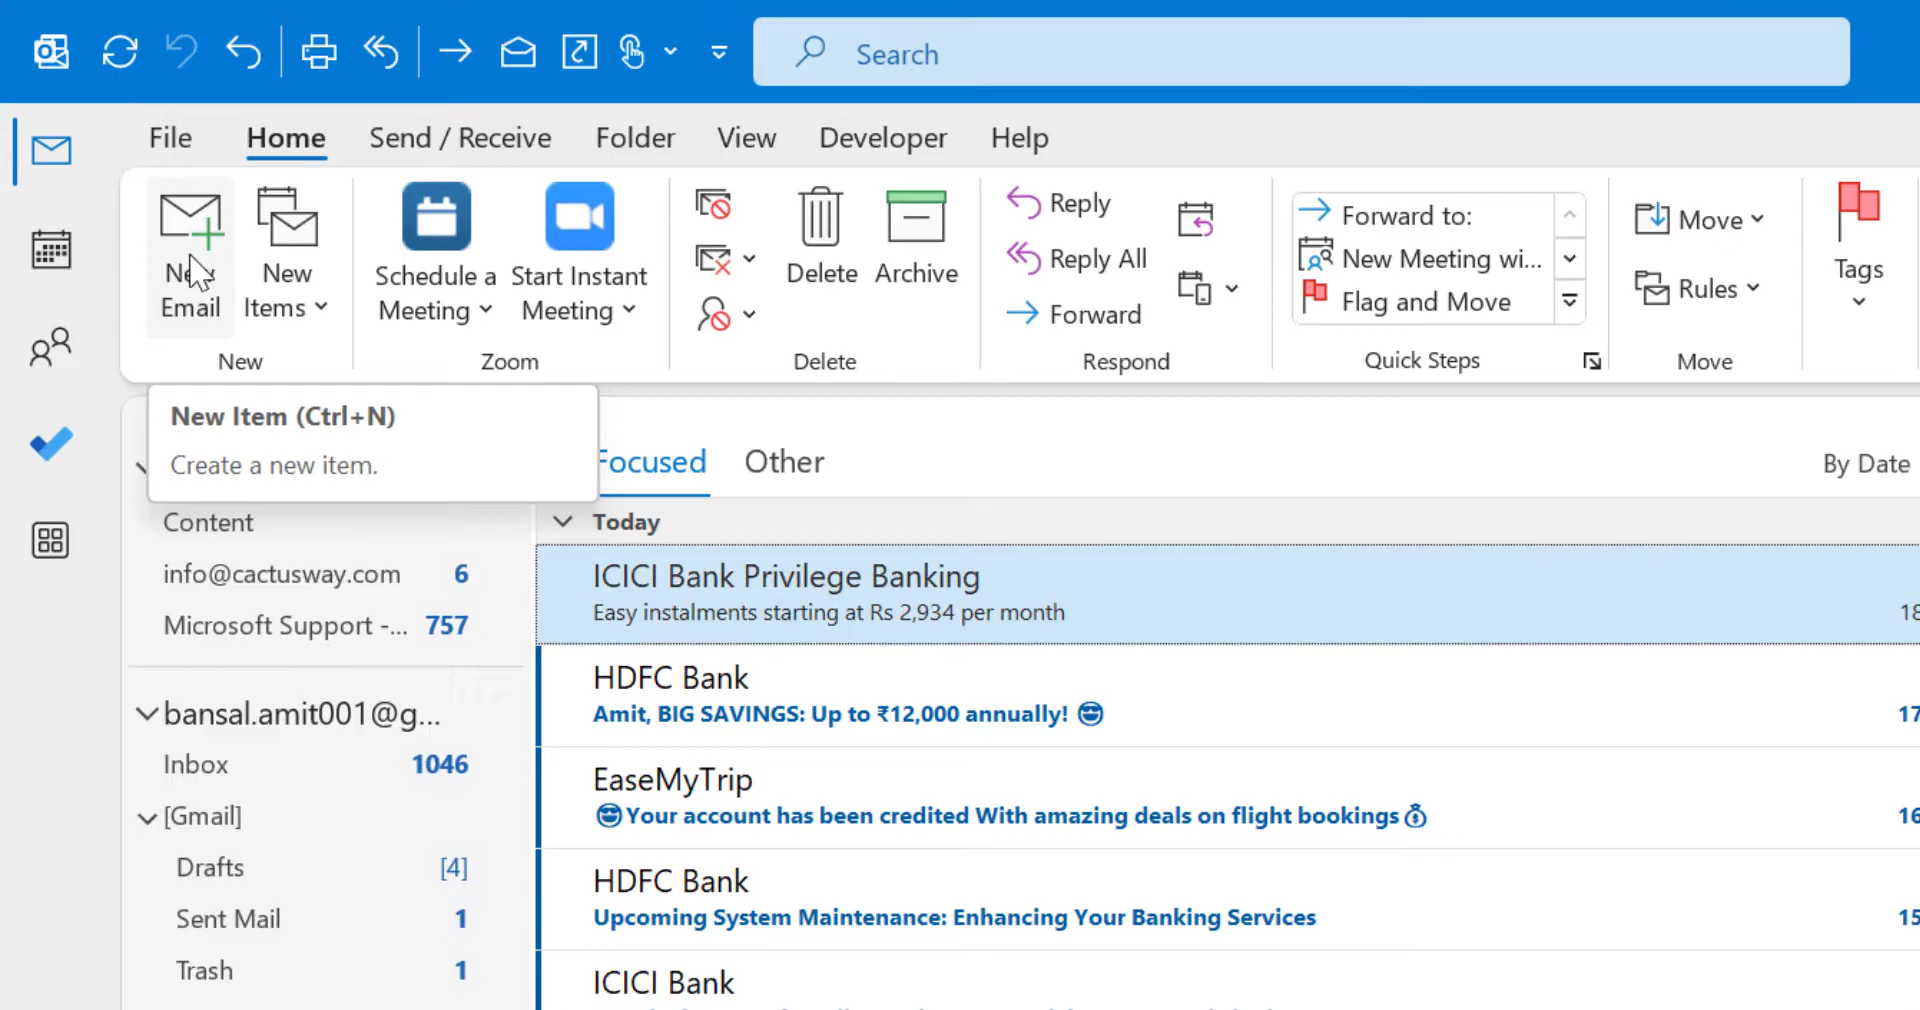 Search
File Home Send / Receive Folder View Developer Help
New Email
New Items
Schedule a Meeting
Start Instant Meeting
Delete
Archive
Reply
Reply All
Forward
Forward to:
New Meeting wi...
Flag and Move
Move
Rules
Tags
New
Zoom
Delete
Respond
Quick Steps
Move
New Item (Ctrl+N)
Create a new item.
Content
info@cactusway.com 6
Microsoft Support -... 757
bansal.amit001@g...
Inbox 1046
[Gmail]
Drafts [4]
Sent Mail 1
Trash 1
Focused Other By Date
Today
ICICI Bank Privilege Banking
Easy instalments starting at Rs 2,934 per month 18
HDFC Bank
Amit, BIG SAVINGS: Up to ₹12,000 annually! 😎 17
EaseMyTrip
😎Your account has been credited With amazing deals on flight bookings💰 16
HDFC Bank
Upcoming System Maintenance: Enhancing Your Banking Services 15
ICICI Bank